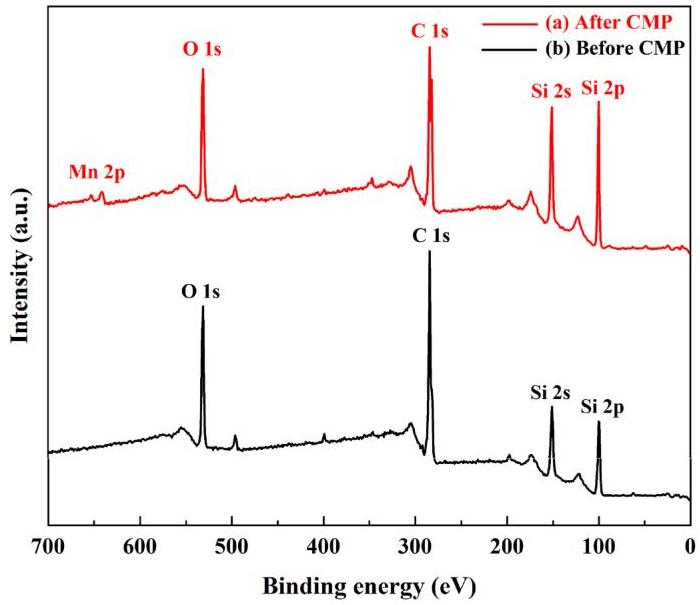 (a) After CMP
(b) Before CMP
C 1s
O 1s
Si 2s
Si 2p
Mn 2p
C 1s
O 1s
Si 2s
Si 2p
Intensity (a.u.)
700
600
500
400
300
200
100
0
Binding energy (eV)